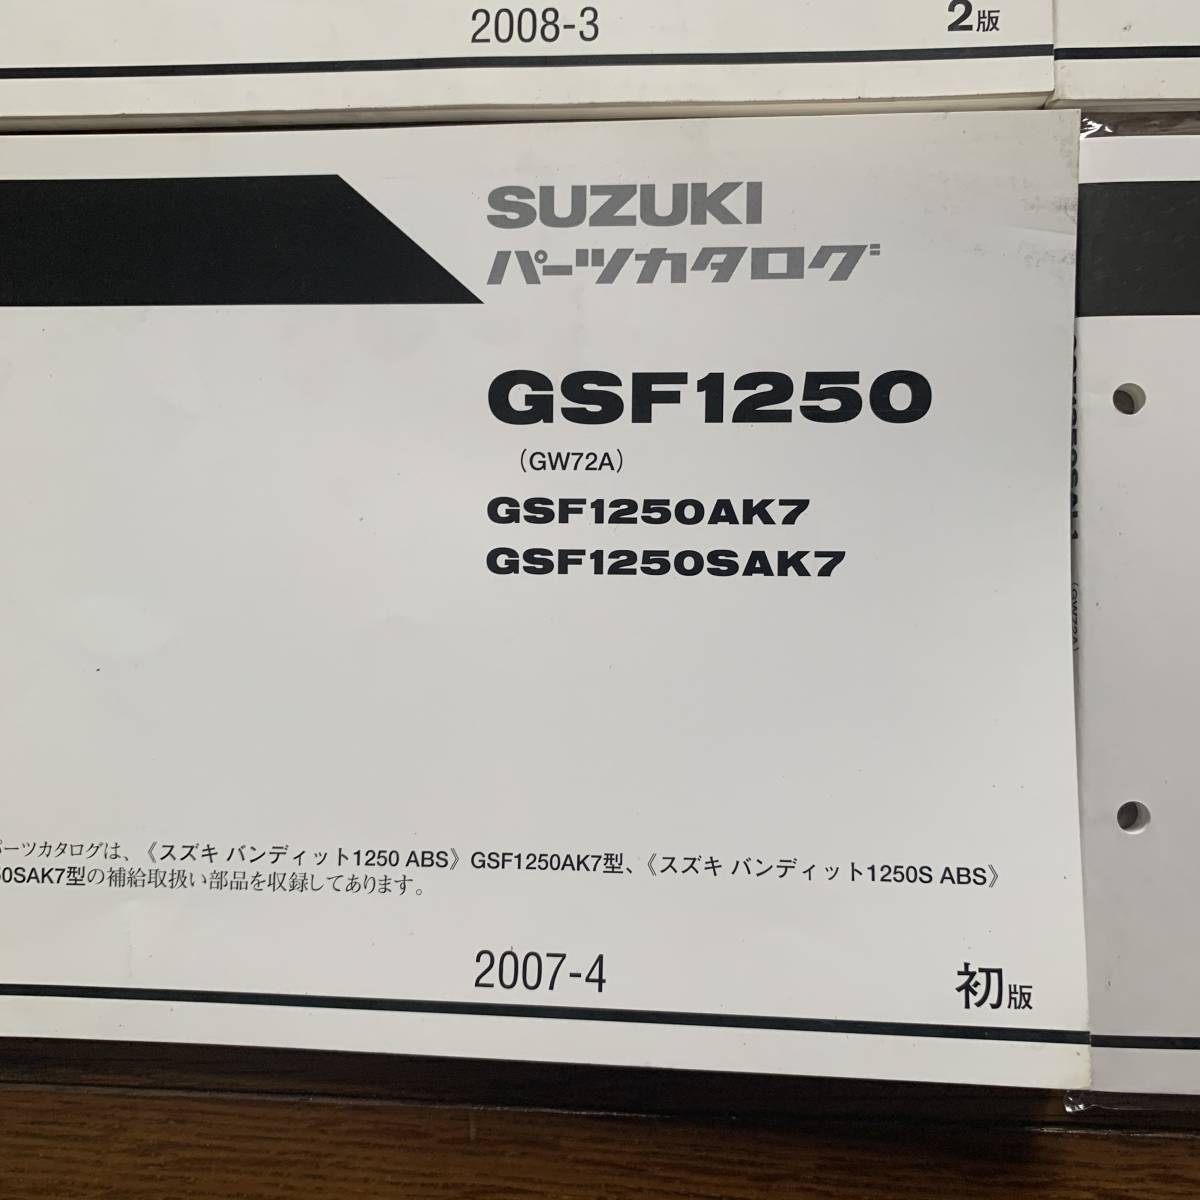 2008-3
2版
SUZUKI
パーツカタログ
GSF1250
(GW72A)
GSF1250AK7
GSF1250SAK7
パーツカタログは、《スズキ バンディット1250 ABS》GSF1250AK7型、《スズキ バンディット1250S ABS》
50SAK7型の補給取扱い部品を収録してあります。
2007-4
初版
(GW72A)